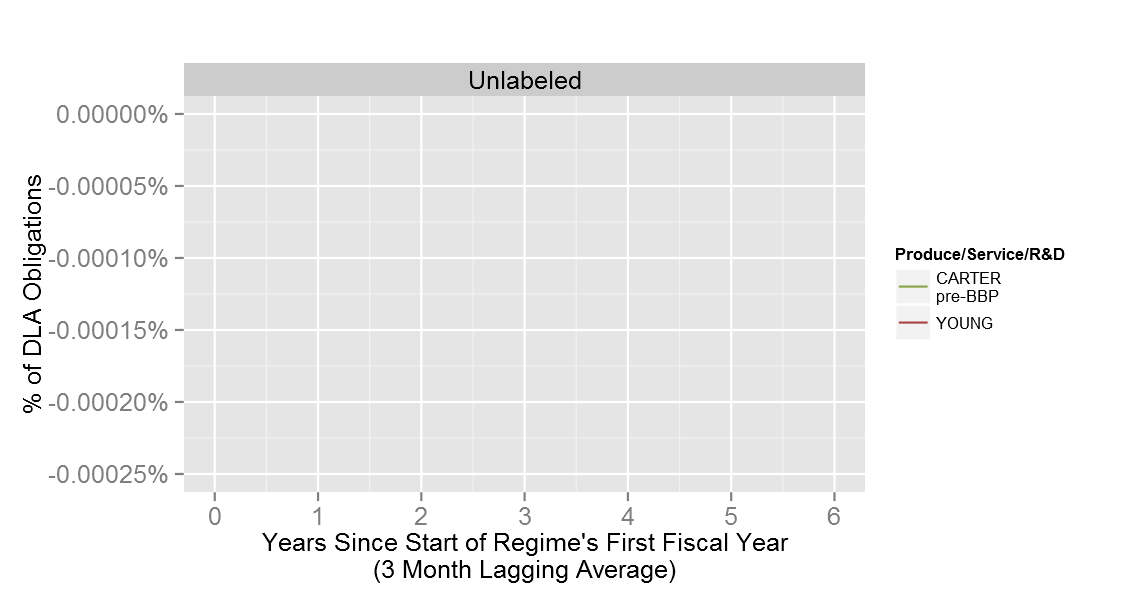 Unlabeled
0.00000%
-0.00005%
-0.00010%
-0.00015%
-0.00020%
-0.00025%
% of DLA Obligations
0 1 2 3 4 5 6
Years Since Start of Regime's First Fiscal Year
(3 Month Lagging Average)
Produce/Service/R&D
CARTER
pre-BBP
YOUNG